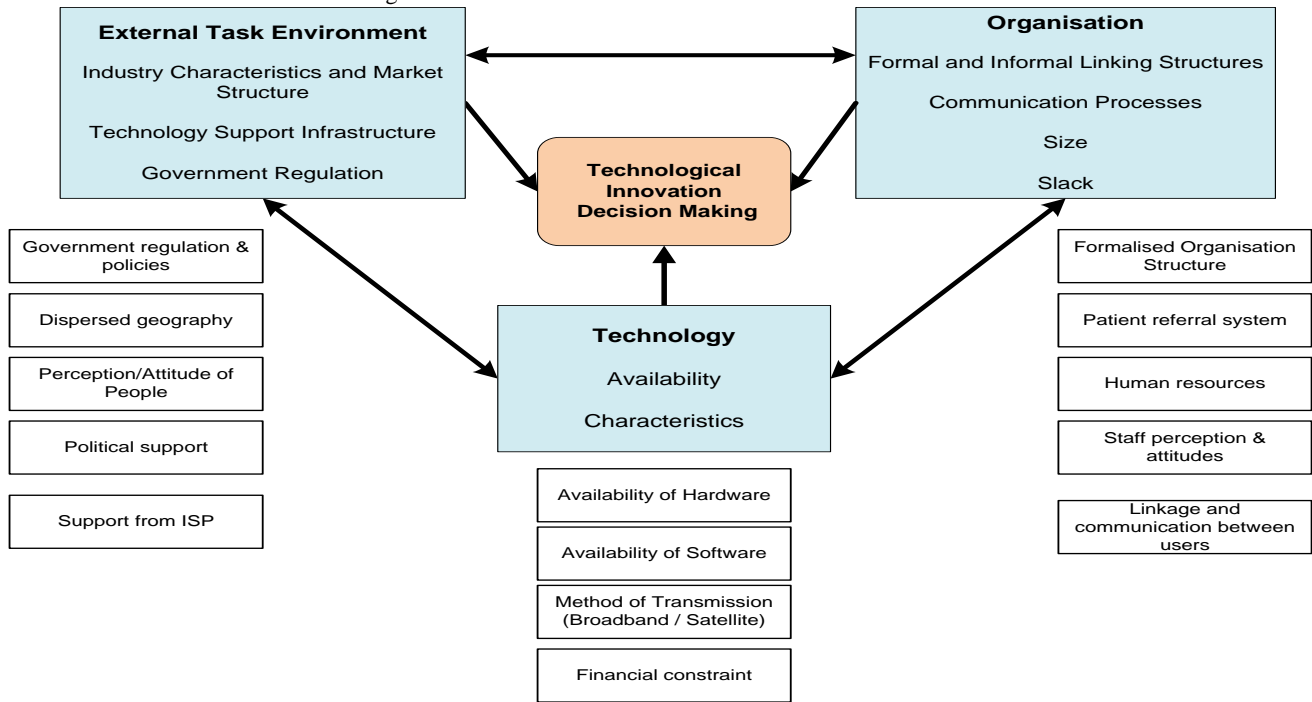 External Task Environment
Industry Characteristics and Market
Structure
Technology Support Infrastructure
Government Regulation
Organisation
Formal and Informal Linking Structures
Communication Processes
Size
Slack
Technological
Innovation
Decision Making
Government regulation &
policies
Dispersed geography
Perception/Attitude of
People
Political support
Support from ISP
Technology
Availability
Characteristics
Availability of Hardware
Availability of Software
Method of Transmission
(Broadband / Satellite)
Financial constraint
Formalised Organisation
Structure
Patient referral system
Human resources
Staff perception &
attitudes
Linkage and
communication between
users